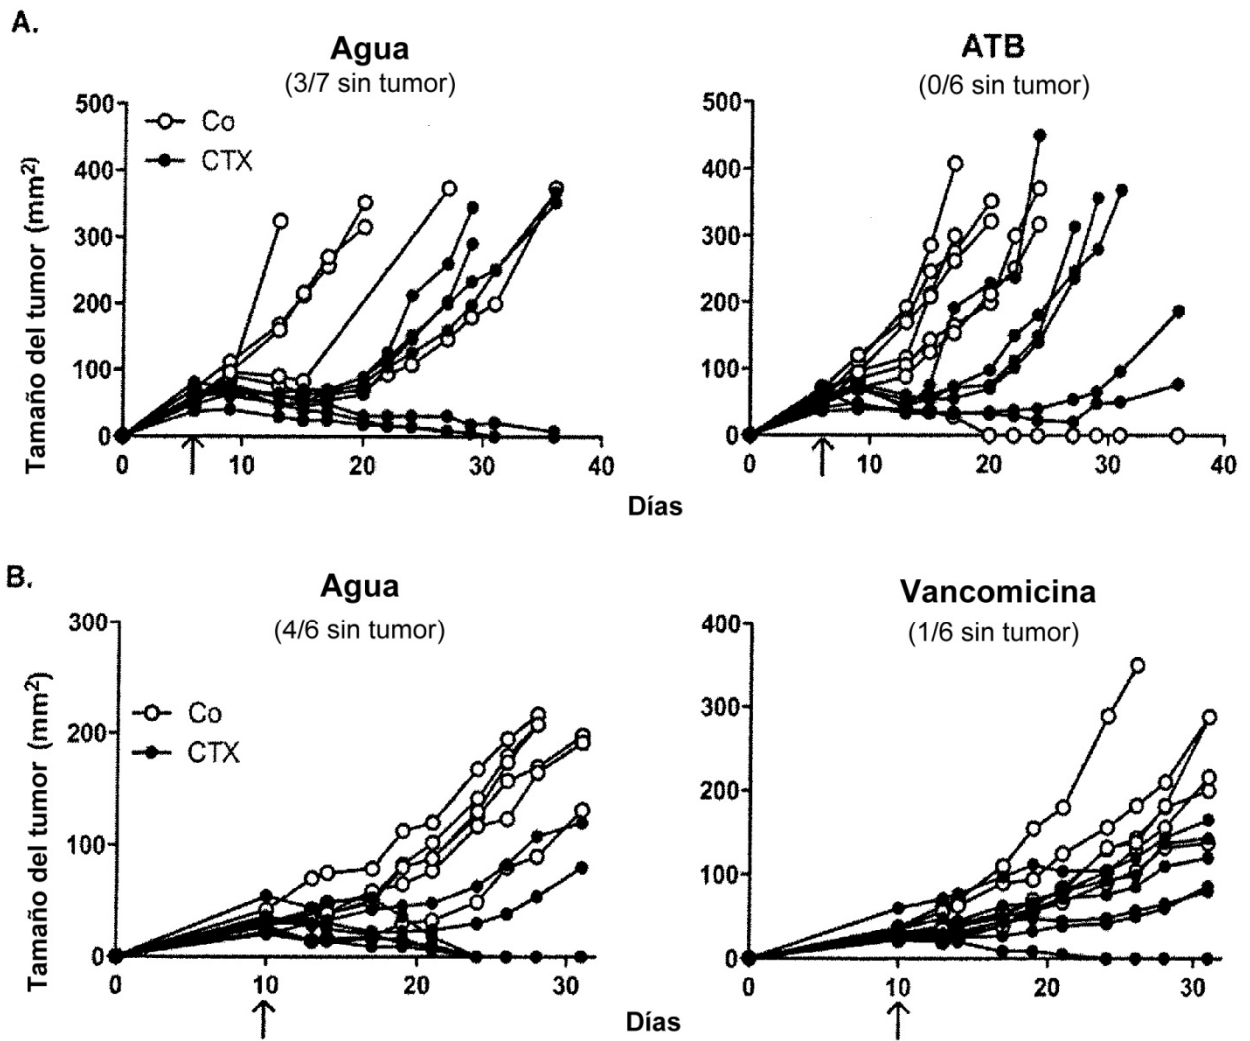 A.
Agua
(3/7 sin tumor)
ATB
(0/6 sin tumor)
Tamaño del tumor (mm²)
500
400
300
200
100
0
Co
CTX
0
10
20
30
40
500
400
300
200
100
0
0
10
20
30
40
Días
B.
Agua
(4/6 sin tumor)
Vancomicina
(1/6 sin tumor)
Tamaño del tumor (mm²)
300
200
100
0
Co
CTX
0
10
20
30
400
300
200
100
0
0
10
20
30
Días